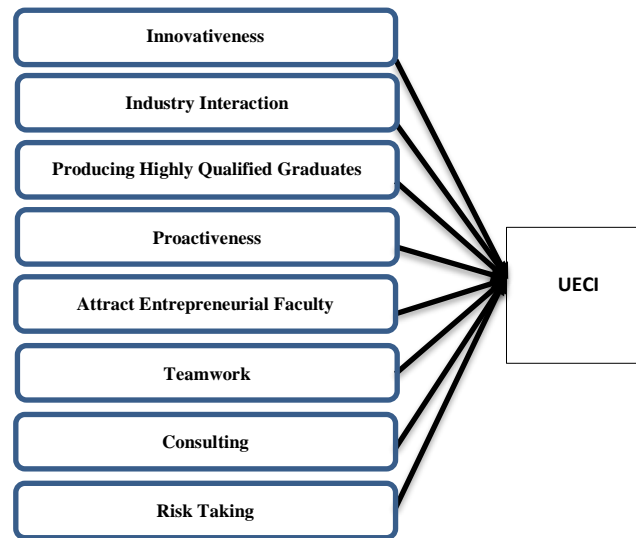 Innovativeness
Industry Interaction
Producing Highly Qualified Graduates
Proactiveness
Attract Entrepreneurial Faculty
Teamwork
Consulting
Risk Taking
UECI